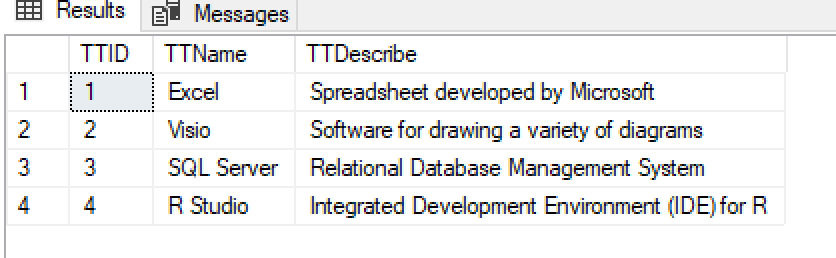 Results Messages
TTID TTName TTDescribe
1 1 Excel Spreadsheet developed by Microsoft
2 2 Visio Software for drawing a variety of diagrams
3 3 SQL Server Relational Database Management System
4 4 R Studio Integrated Development Environment (IDE) for R